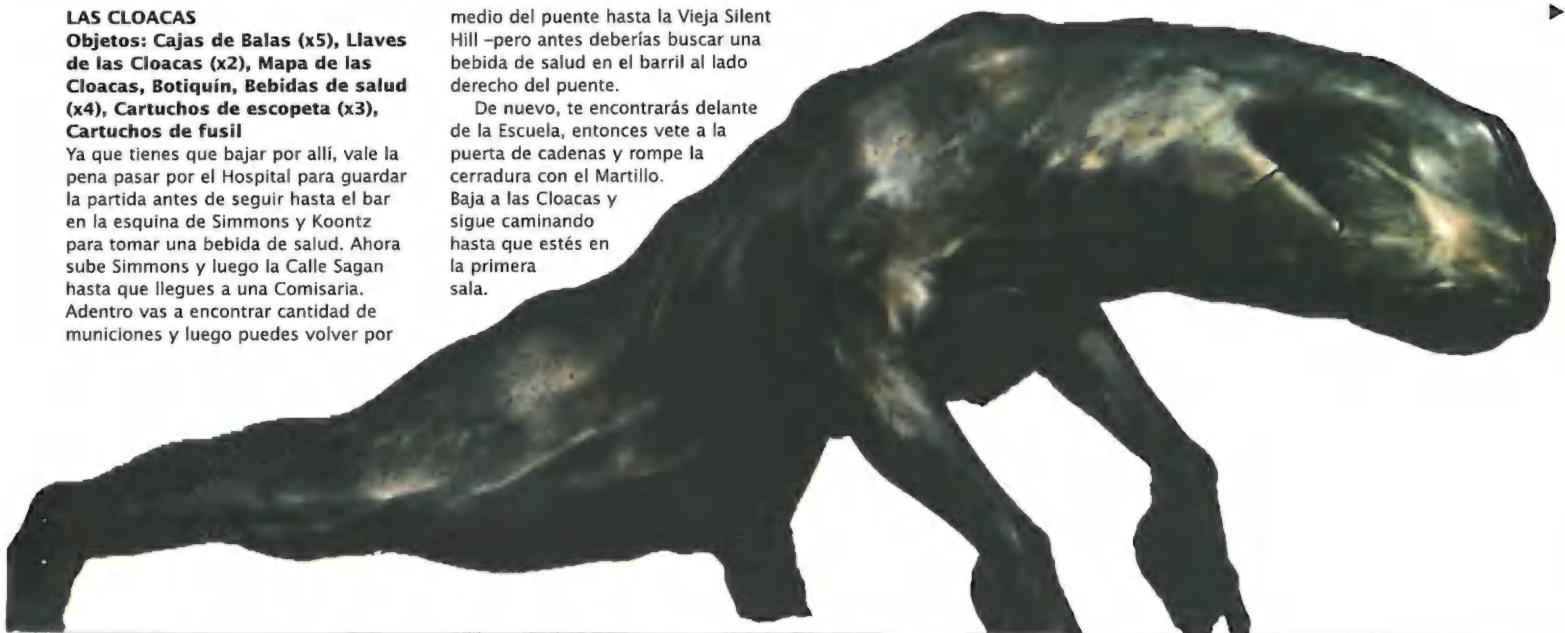 LAS CLOACAS
Objetos: Cajas de Balas (x5), Llaves
de las Cloacas (x2), Mapa de las
Cloacas, Botiquín, Bebidas de salud
(x4), Cartuchos de escopeta (x3),
Cartuchos de fusil
Ya que tienes que bajar por allí, vale la
pena pasar por el Hospital para guardar
la partida antes de seguir hasta el bar
en la esquina de Simmons y Koontz
para tomar una bebida de salud. Ahora
sube Simmons y luego la Calle Sagan
hasta que llegues a una Comisaria.
Adentro vas a encontrar cantidad de
municiones y luego puedes volver por
medio del puente hasta la Vieja Silent
Hill –pero antes deberías buscar una
bebida de salud en el barril al lado
derecho del puente.
De nuevo, te encontrarás delante
de la Escuela, entonces vete a la
puerta de cadenas y rompe la
cerradura con el Martillo.
Baja a las Cloacas y
sigue caminando
hasta que estés en
la primera
sala.